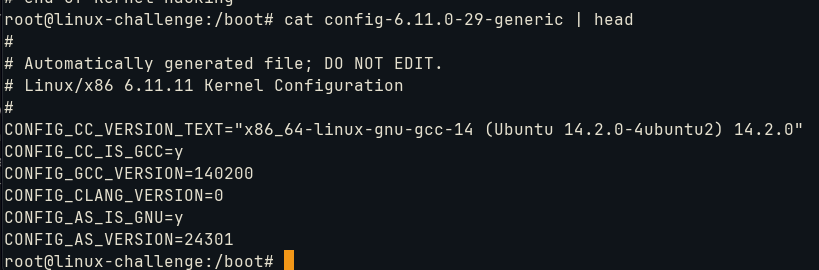 # end of Kernel hacking
root@linux-challenge:/boot# cat config-6.11.0-29-generic | head
#
# Automatically generated file; DO NOT EDIT.
# Linux/x86 6.11.11 Kernel Configuration
#
CONFIG_CC_VERSION_TEXT="x86_64-linux-gnu-gcc-14 (Ubuntu 14.2.0-4ubuntu2) 14.2.0"
CONFIG_CC_IS_GCC=y
CONFIG_GCC_VERSION=140200
CONFIG_CLANG_VERSION=0
CONFIG_AS_IS_GNU=y
CONFIG_AS_VERSION=24301
root@linux-challenge:/boot#